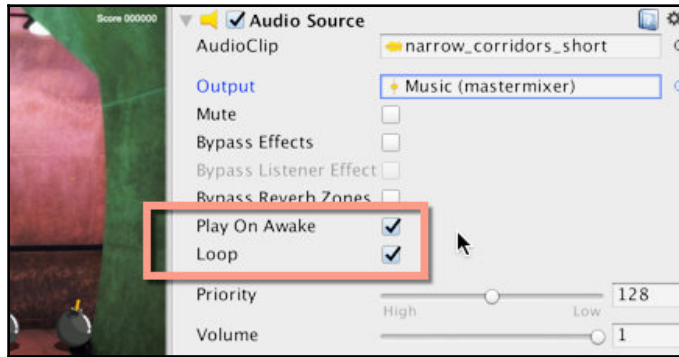 Score 000000
Audio Source
AudioClip narrow_corridors_short
Output Music (mastermixer)
Mute
Bypass Effects
Bypass Listener Effect
Bypass Reverb Zones
Play On Awake
Loop
Priority 128
High Low
Volume 1